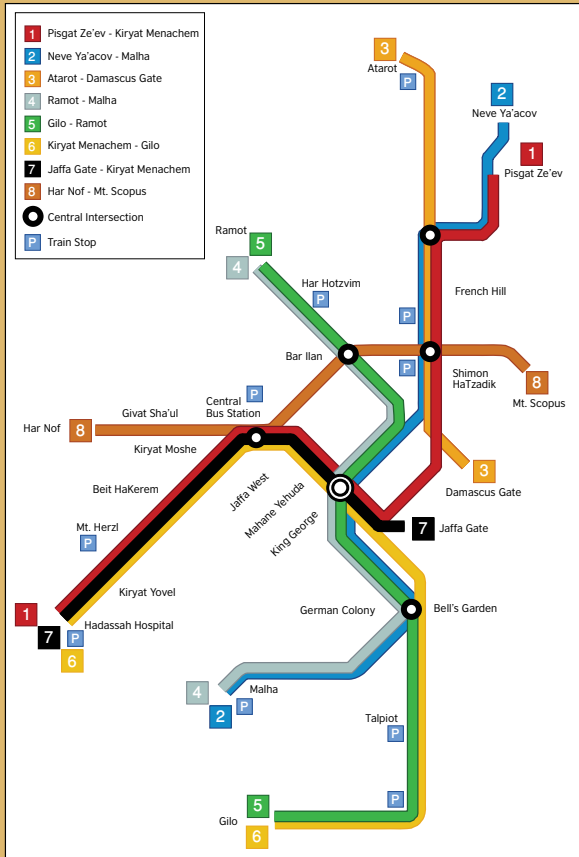 1 Pisgat Ze'ev - Kiryat Menachem
2 Neve Ya'acov - Malha
3 Atarot - Damascus Gate
4 Ramot - Malha
5 Gilo - Ramot
6 Kiryat Menachem - Gilo
7 Jaffa Gate - Kiryat Menachem
8 Har Nof - Mt. Scopus
Central Intersection
P Train Stop
3
Atarot
P
2
Neve Ya'acov
1
Pisgat Ze'ev
Ramot
5
4
Har Hotzvim
P
French Hill
P
Bar Ilan
P
Shimon
HaTzadik
8
Mt. Scopus
P
Central
Bus Station
Givat Sha'ul
Har Nof 8
Kiryat Moshe
Beit HaKerem
Jaffa West
Mahane Yehuda
King George
3
Damascus Gate
7 Jaffa Gate
Mt. Herzl
P
Kiryat Yovel
Hadassah Hospital
1
7
P
6
German Colony
Bell's Garden
4
Malha
2
P
Talpiot
P
P
5
Gilo
6